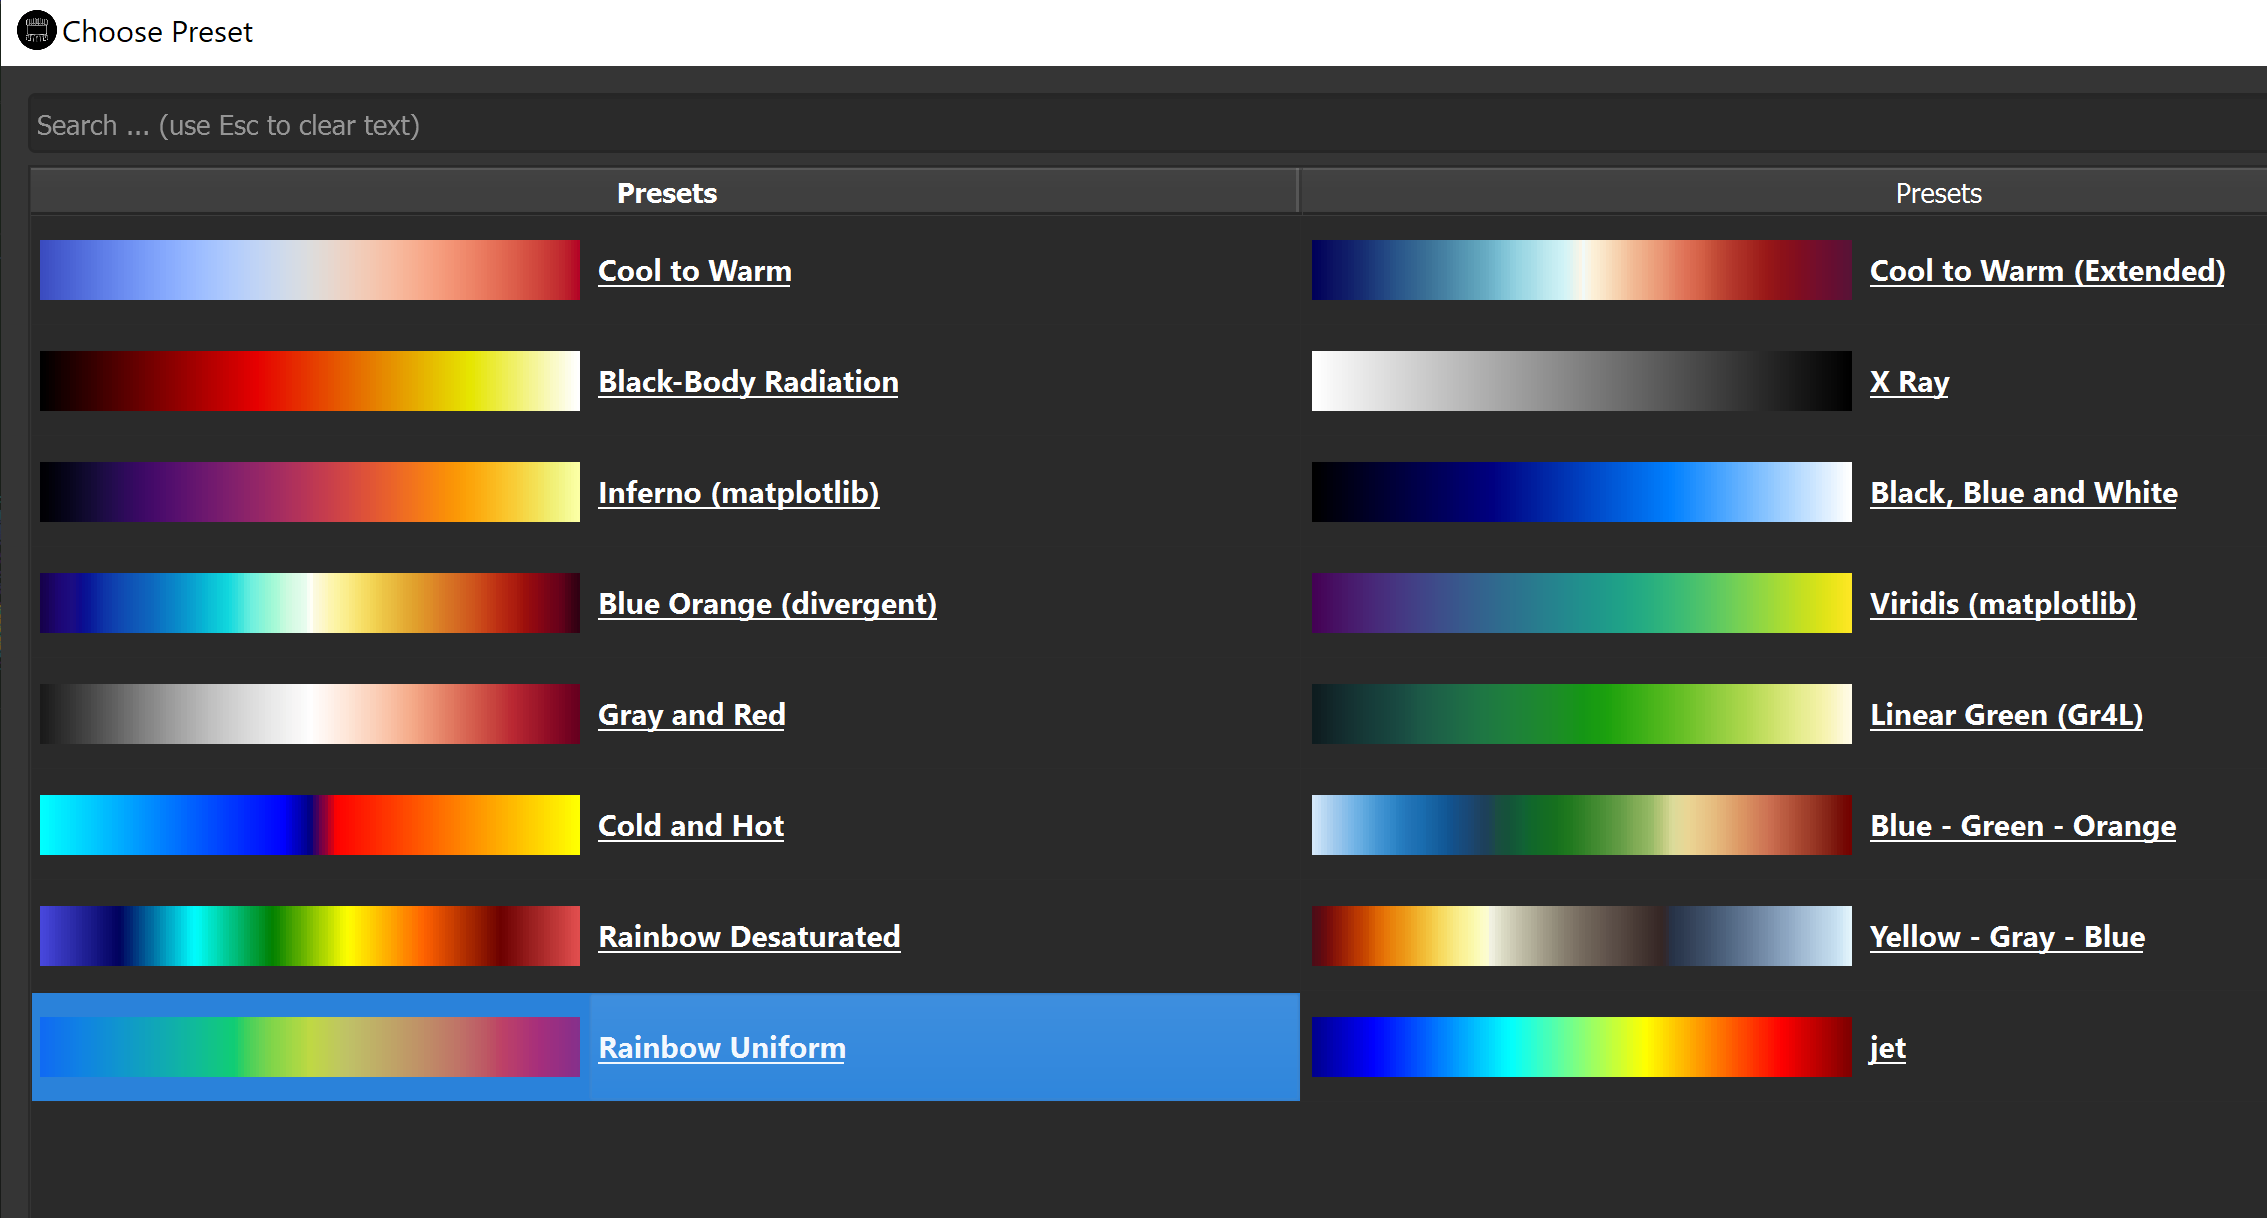 Choose Preset
Search ... (use Esc to clear text)
Presets Presets
Cool to Warm Cool to Warm (Extended)
Black-Body Radiation X Ray
Inferno (matplotlib) Black, Blue and White
Blue Orange (divergent) Viridis (matplotlib)
Gray and Red Linear Green (Gr4L)
Cold and Hot Blue - Green - Orange
Rainbow Desaturated Yellow - Gray - Blue
Rainbow Uniform jet